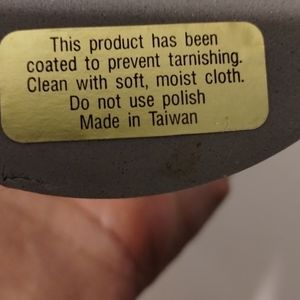 This product has been
coated to prevent tarnishing.
Clean with soft, moist cloth.
Do not use polish
Made in Taiwan